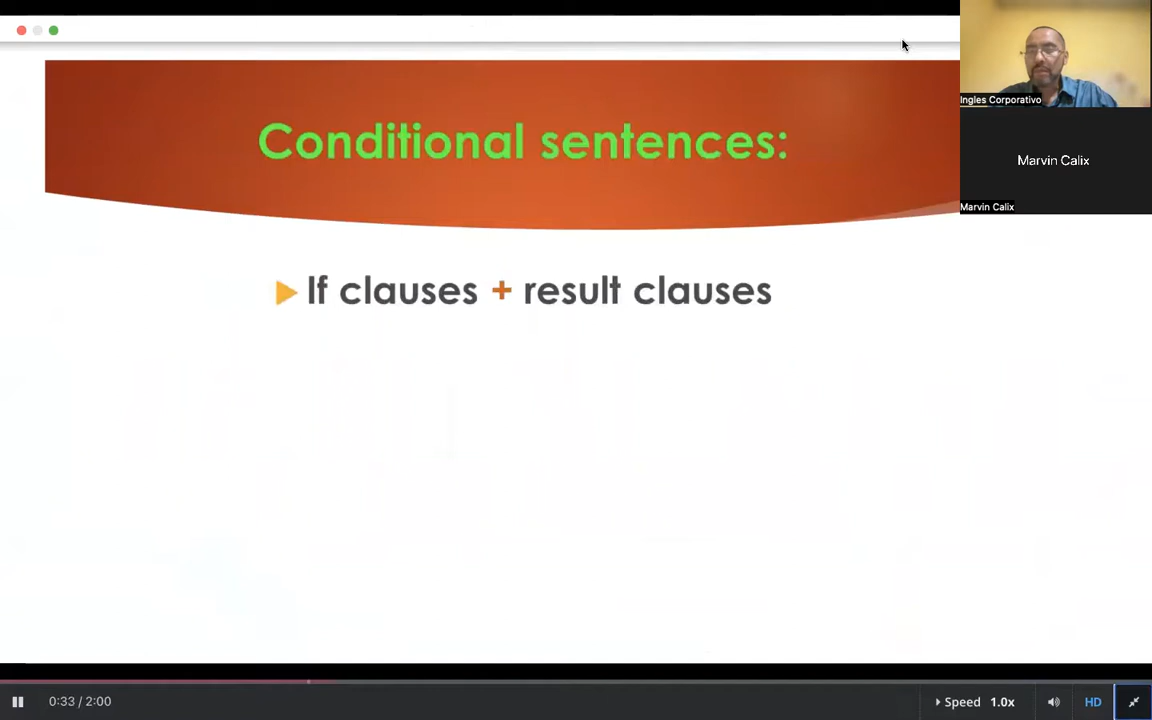 Conditional sentences:
If clauses + result clauses
Ingles Corporativo
Marvin Calix
Marvin Calix
0:33 / 2:00
Speed 1.0x
HD